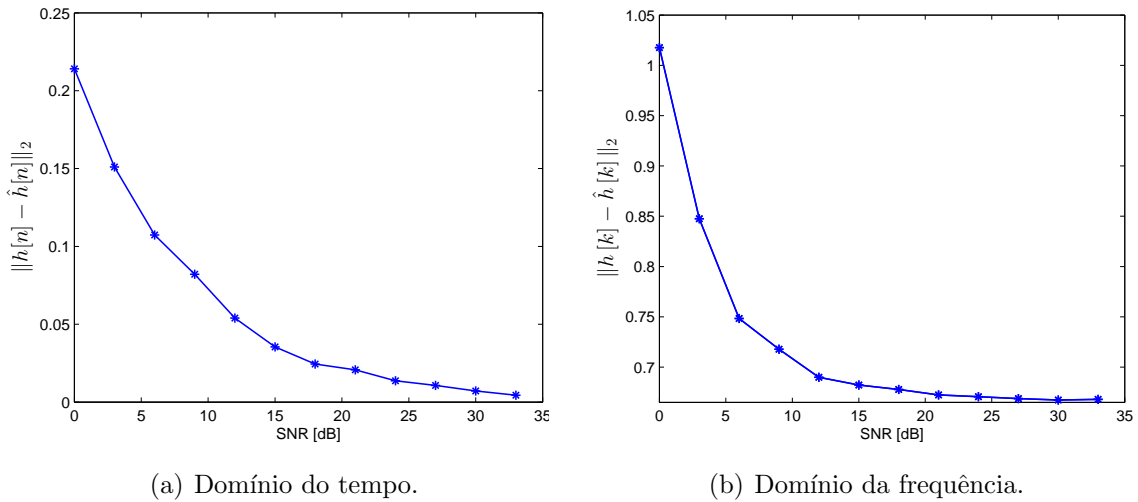 0.25
0.2
0.15
0.1
0.05
0
0 5 10 15 20 25 30 35
SNR [dB]
‖h [n] − ĥ [n]‖₂
(a) Domínio do tempo.
1.05
1
0.95
0.9
0.85
0.8
0.75
0.7
0 5 10 15 20 25 30 35
SNR [dB]
‖h [k] − ĥ [k] ‖₂
(b) Domínio da frequência.